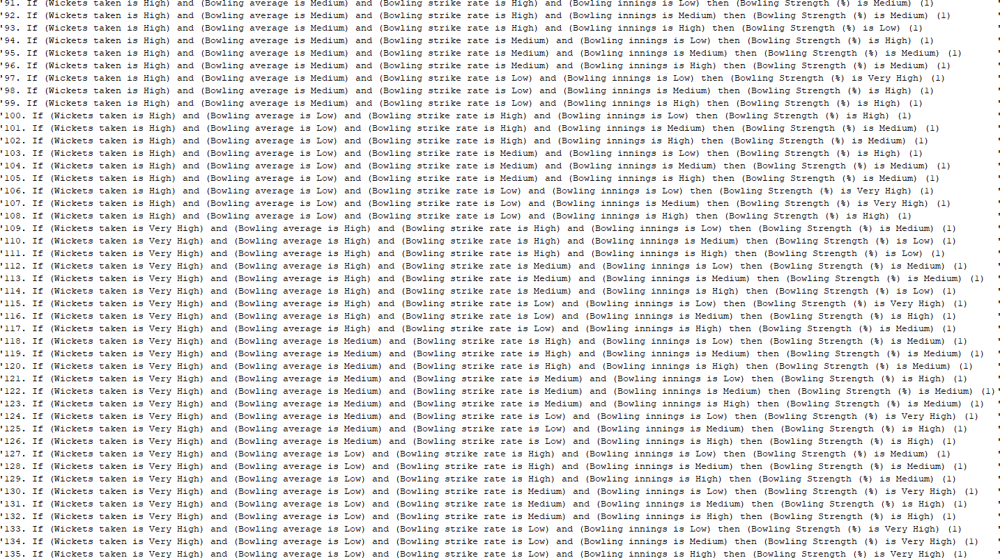 '91. If (Wickets taken is High) and (Bowling average is Medium) and (Bowling strike rate is High) and (Bowling innings is Low) then (Bowling Strength (%) is Medium) (1) '
'92. If (Wickets taken is High) and (Bowling average is Medium) and (Bowling strike rate is High) and (Bowling innings is Medium) then (Bowling Strength (%) is Medium) (1) '
'93. If (Wickets taken is High) and (Bowling average is Medium) and (Bowling strike rate is High) and (Bowling innings is High) then (Bowling Strength (%) is Low) (1) '
'94. If (Wickets taken is High) and (Bowling average is Medium) and (Bowling strike rate is Medium) and (Bowling innings is Low) then (Bowling Strength (%) is High) (1) '
'95. If (Wickets taken is High) and (Bowling average is Medium) and (Bowling strike rate is Medium) and (Bowling innings is Medium) then (Bowling Strength (%) is Medium) (1) '
'96. If (Wickets taken is High) and (Bowling average is Medium) and (Bowling strike rate is Medium) and (Bowling innings is High) then (Bowling Strength (%) is Medium) (1) '
'97. If (Wickets taken is High) and (Bowling average is Medium) and (Bowling strike rate is Low) and (Bowling innings is Low) then (Bowling Strength (%) is Very High) (1) '
'98. If (Wickets taken is High) and (Bowling average is Medium) and (Bowling strike rate is Low) and (Bowling innings is Medium) then (Bowling Strength (%) is High) (1) '
'99. If (Wickets taken is High) and (Bowling average is Medium) and (Bowling strike rate is Low) and (Bowling innings is High) then (Bowling Strength (%) is High) (1) '
'100. If (Wickets taken is High) and (Bowling average is Low) and (Bowling strike rate is High) and (Bowling innings is Low) then (Bowling Strength (%) is High) (1) '
'101. If (Wickets taken is High) and (Bowling average is Low) and (Bowling strike rate is High) and (Bowling innings is Medium) then (Bowling Strength (%) is Medium) (1) '
'102. If (Wickets taken is High) and (Bowling average is Low) and (Bowling strike rate is High) and (Bowling innings is High) then (Bowling Strength (%) is Medium) (1) '
'103. If (Wickets taken is High) and (Bowling average is Low) and (Bowling strike rate is Medium) and (Bowling innings is Low) then (Bowling Strength (%) is High) (1) '
'104. If (Wickets taken is High) and (Bowling average is Low) and (Bowling strike rate is Medium) and (Bowling innings is Medium) then (Bowling Strength (%) is Medium) (1) '
'105. If (Wickets taken is High) and (Bowling average is Low) and (Bowling strike rate is Medium) and (Bowling innings is High) then (Bowling Strength (%) is Medium) (1) '
'106. If (Wickets taken is High) and (Bowling average is Low) and (Bowling strike rate is Low) and (Bowling innings is Low) then (Bowling Strength (%) is Very High) (1) '
'107. If (Wickets taken is High) and (Bowling average is Low) and (Bowling strike rate is Low) and (Bowling innings is Medium) then (Bowling Strength (%) is Very High) (1) '
'108. If (Wickets taken is High) and (Bowling average is Low) and (Bowling strike rate is Low) and (Bowling innings is High) then (Bowling Strength (%) is High) (1) '
'109. If (Wickets taken is Very High) and (Bowling average is High) and (Bowling strike rate is High) and (Bowling innings is Low) then (Bowling Strength (%) is Medium) (1) '
'110. If (Wickets taken is Very High) and (Bowling average is High) and (Bowling strike rate is High) and (Bowling innings is Medium) then (Bowling Strength (%) is Low) (1) '
'111. If (Wickets taken is Very High) and (Bowling average is High) and (Bowling strike rate is High) and (Bowling innings is High) then (Bowling Strength (%) is Low) (1) '
'112. If (Wickets taken is Very High) and (Bowling average is High) and (Bowling strike rate is Medium) and (Bowling innings is Low) then (Bowling Strength (%) is Medium) (1) '
'113. If (Wickets taken is Very High) and (Bowling average is High) and (Bowling strike rate is Medium) and (Bowling innings is Medium) then (Bowling Strength (%) is Medium) (1) '
'114. If (Wickets taken is Very High) and (Bowling average is High) and (Bowling strike rate is Medium) and (Bowling innings is High) then (Bowling Strength (%) is Low) (1) '
'115. If (Wickets taken is Very High) and (Bowling average is High) and (Bowling strike rate is Low) and (Bowling innings is Low) then (Bowling Strength (%) is Very High) (1) '
'116. If (Wickets taken is Very High) and (Bowling average is High) and (Bowling strike rate is Low) and (Bowling innings is Medium) then (Bowling Strength (%) is High) (1) '
'117. If (Wickets taken is Very High) and (Bowling average is High) and (Bowling strike rate is Low) and (Bowling innings is High) then (Bowling Strength (%) is Medium) (1) '
'118. If (Wickets taken is Very High) and (Bowling average is Medium) and (Bowling strike rate is High) and (Bowling innings is Low) then (Bowling Strength (%) is Medium) (1) '
'119. If (Wickets taken is Very High) and (Bowling average is Medium) and (Bowling strike rate is High) and (Bowling innings is Medium) then (Bowling Strength (%) is Medium) (1) '
'120. If (Wickets taken is Very High) and (Bowling average is Medium) and (Bowling strike rate is High) and (Bowling innings is High) then (Bowling Strength (%) is Medium) (1) '
'121. If (Wickets taken is Very High) and (Bowling average is Medium) and (Bowling strike rate is Medium) and (Bowling innings is Low) then (Bowling Strength (%) is High) (1) '
'122. If (Wickets taken is Very High) and (Bowling average is Medium) and (Bowling strike rate is Medium) and (Bowling innings is Medium) then (Bowling Strength (%) is Medium) (1)'
'123. If (Wickets taken is Very High) and (Bowling average is Medium) and (Bowling strike rate is Medium) and (Bowling innings is High) then (Bowling Strength (%) is Medium) (1) '
'124. If (Wickets taken is Very High) and (Bowling average is Medium) and (Bowling strike rate is Low) and (Bowling innings is Low) then (Bowling Strength (%) is Very High) (1) '
'125. If (Wickets taken is Very High) and (Bowling average is Medium) and (Bowling strike rate is Low) and (Bowling innings is Medium) then (Bowling Strength (%) is High) (1) '
'126. If (Wickets taken is Very High) and (Bowling average is Medium) and (Bowling strike rate is Low) and (Bowling innings is High) then (Bowling Strength (%) is High) (1) '
'127. If (Wickets taken is Very High) and (Bowling average is Low) and (Bowling strike rate is High) and (Bowling innings is Low) then (Bowling Strength (%) is Medium) (1) '
'128. If (Wickets taken is Very High) and (Bowling average is Low) and (Bowling strike rate is High) and (Bowling innings is Medium) then (Bowling Strength (%) is Medium) (1) '
'129. If (Wickets taken is Very High) and (Bowling average is Low) and (Bowling strike rate is High) and (Bowling innings is High) then (Bowling Strength (%) is Medium) (1) '
'130. If (Wickets taken is Very High) and (Bowling average is Low) and (Bowling strike rate is Medium) and (Bowling innings is Low) then (Bowling Strength (%) is Very High) (1) '
'131. If (Wickets taken is Very High) and (Bowling average is Low) and (Bowling strike rate is Medium) and (Bowling innings is Medium) then (Bowling Strength (%) is High) (1) '
'132. If (Wickets taken is Very High) and (Bowling average is Low) and (Bowling strike rate is Medium) and (Bowling innings is High) then (Bowling Strength (%) is High) (1) '
'133. If (Wickets taken is Very High) and (Bowling average is Low) and (Bowling strike rate is Low) and (Bowling innings is Low) then (Bowling Strength (%) is Very High) (1) '
'134. If (Wickets taken is Very High) and (Bowling average is Low) and (Bowling strike rate is Low) and (Bowling innings is Medium) then (Bowling Strength (%) is Very High) (1) '
'135. If (Wickets taken is Very High) and (Bowling average is Low) and (Bowling strike rate is Low) and (Bowling innings is High) then (Bowling Strength (%) is Very High) (1) '